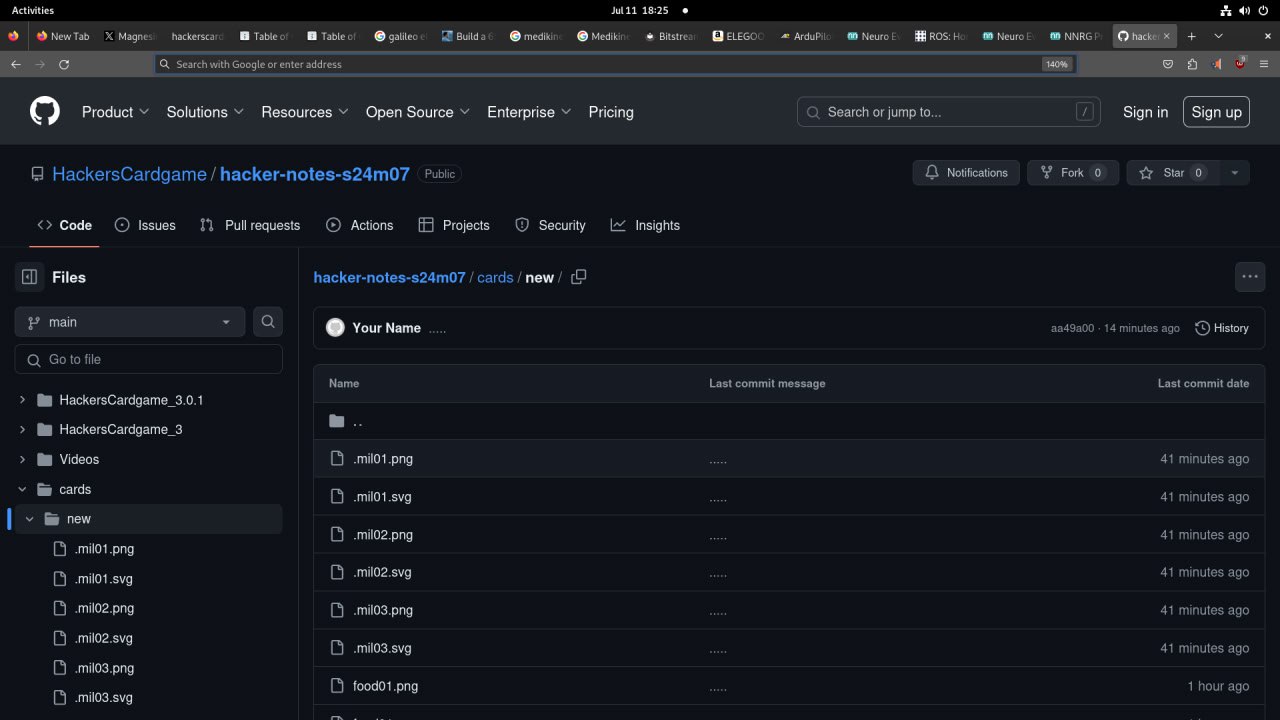 Activities
Jul 11 18:25
New Tab
Magnesi
hackerscard
Table of
Table of
galileo e
Build a 6
medikine
Medikine
Bitstrean
ELEGOO
ArduPilo
Neuro Ev
ROS: Ho
Neuro Ev
NNRG P
hacker
Search with Google or enter address
140%
Product
Solutions
Resources
Open Source
Enterprise
Pricing
Search or jump to...
/
Sign in
Sign up
HackersCardgame / hacker-notes-s24m07
Public
Notifications
Fork 0
Star 0
Code
Issues
Pull requests
Actions
Projects
Security
Insights
Files
main
Go to file
HackersCardgame_3.0.1
HackersCardgame_3
Videos
cards
new
.mil01.png
.mil01.svg
.mil02.png
.mil02.svg
.mil03.png
.mil03.svg
hacker-notes-s24m07 / cards / new /
Your Name .....
aa49a00 · 14 minutes ago
History
Name Last commit message Last commit date
..
.mil01.png ..... 41 minutes ago
.mil01.svg ..... 41 minutes ago
.mil02.png ..... 41 minutes ago
.mil02.svg ..... 41 minutes ago
.mil03.png ..... 41 minutes ago
.mil03.svg ..... 41 minutes ago
food01.png ..... 1 hour ago